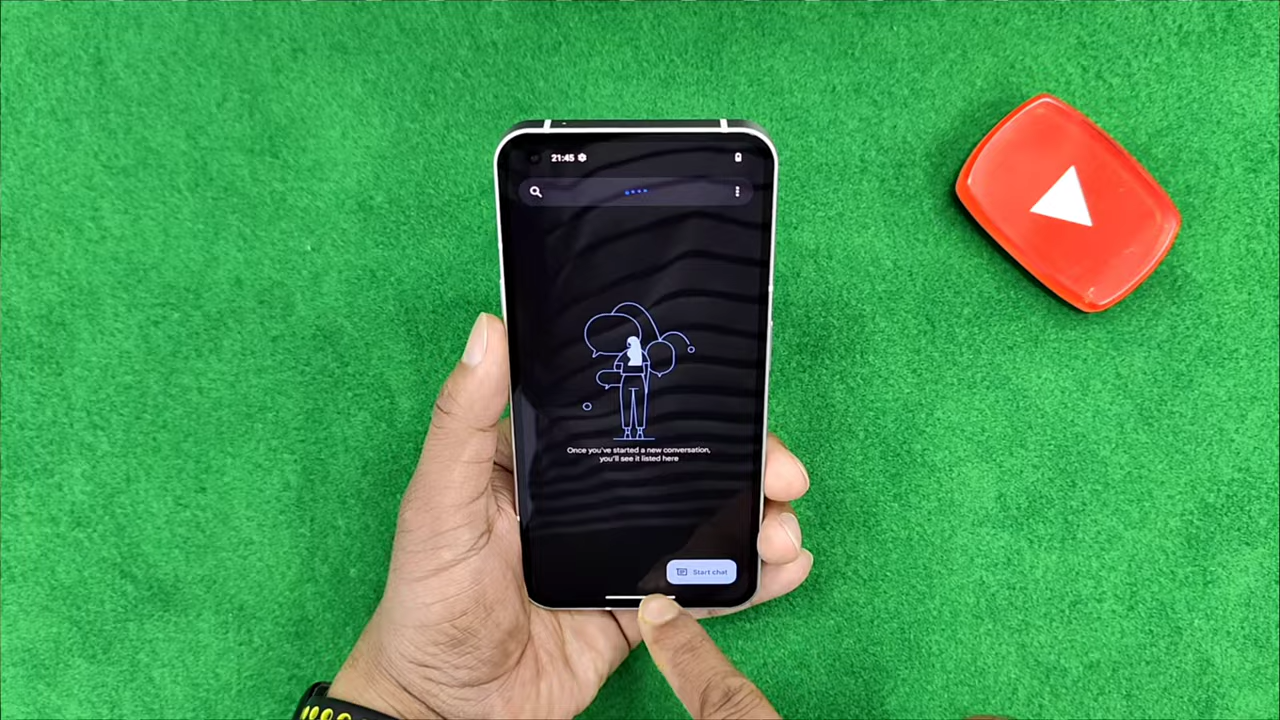 21:45
Once you've started a new conversation,
you'll see it listed here
Start chat